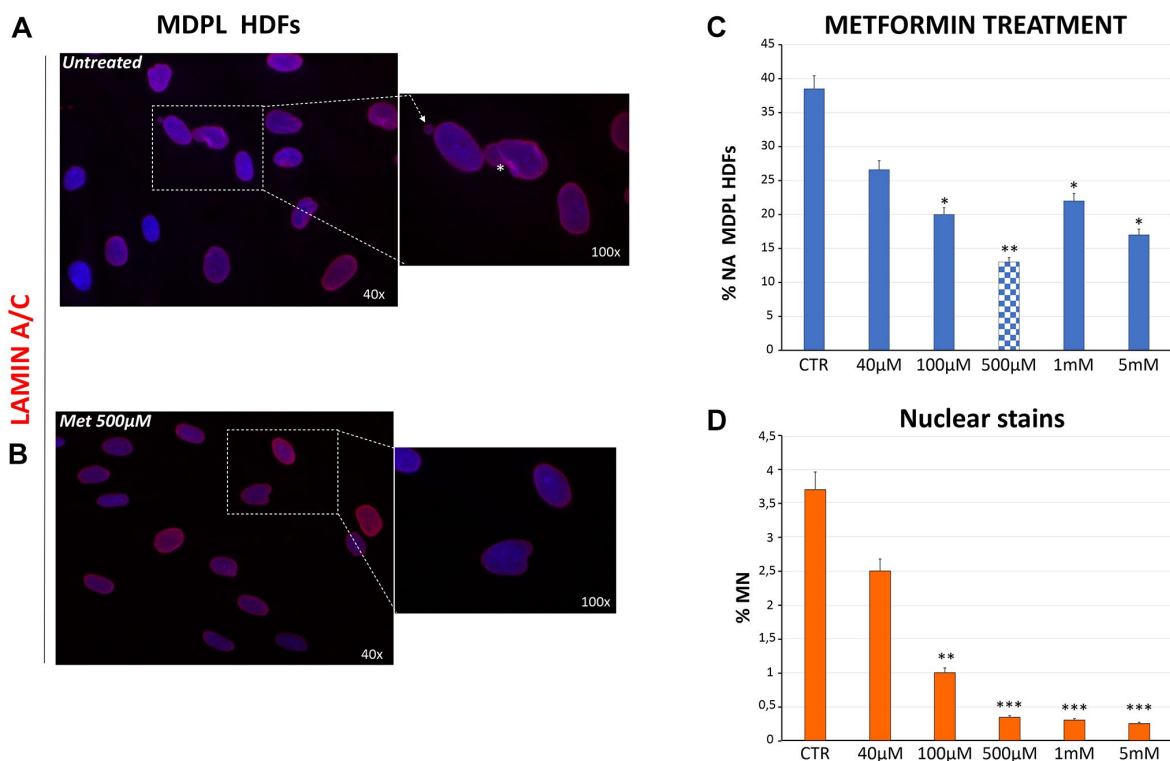 A
MDPL HDFs
LAMIN A/C
Untreated
*
40x
100x
B
Met 500µM
40x
100x
C
METFORMIN TREATMENT
% NA MDPL HDFs
45
40
35
30
25
20
15
10
5
0
*
**
*
*
CTR 40µM 100µM 500µM 1mM 5mM
D
Nuclear stains
% MN
4,5
4
3,5
3
2,5
2
1,5
1
0,5
0
**
***
***
***
CTR 40µM 100µM 500µM 1mM 5mM